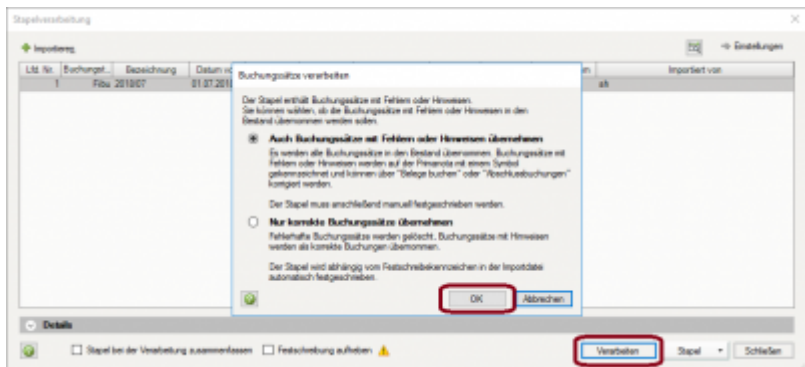 Stapelverarbeitung
Importieren
Einstellungen
Lfd. Nr. Buchungst... Bezeichnung Datum vo en Importiert von
1 Fibu 2018/07 01.07.201 ah
Buchungssätze verarbeiten
Der Stapel enthält Buchungssätze mit Fehlern oder Hinweisen.
Sie können wählen, ob die Buchungssätze mit Fehlern oder Hinweisen in den
Bestand übernommen werden sollen.
Auch Buchungssätze mit Fehlern oder Hinweisen übernehmen
Es werden alle Buchungssätze in den Bestand übernommen. Buchungssätze mit
Fehlern oder Hinweisen werden auf der Primanota mit einem Symbol
gekennzeichnet und können über "Belege buchen" oder "Abschlussbuchungen"
korrigiert werden.
Der Stapel muss anschließend manuell festgeschrieben werden.
Nur korrekte Buchungssätze übernehmen
Fehlerhafte Buchungssätze werden gelöscht. Buchungssätze mit Hinweisen
werden als korrekte Buchungen übernommen.
Der Stapel wird abhängig vom Festschreibekennzeichen in der Importdatei
automatisch festgeschrieben.
OK Abbrechen
Details
Stapel bei der Verarbeitung zusammenfassen Festschreibung aufheben Verarbeiten Stapel Schließen